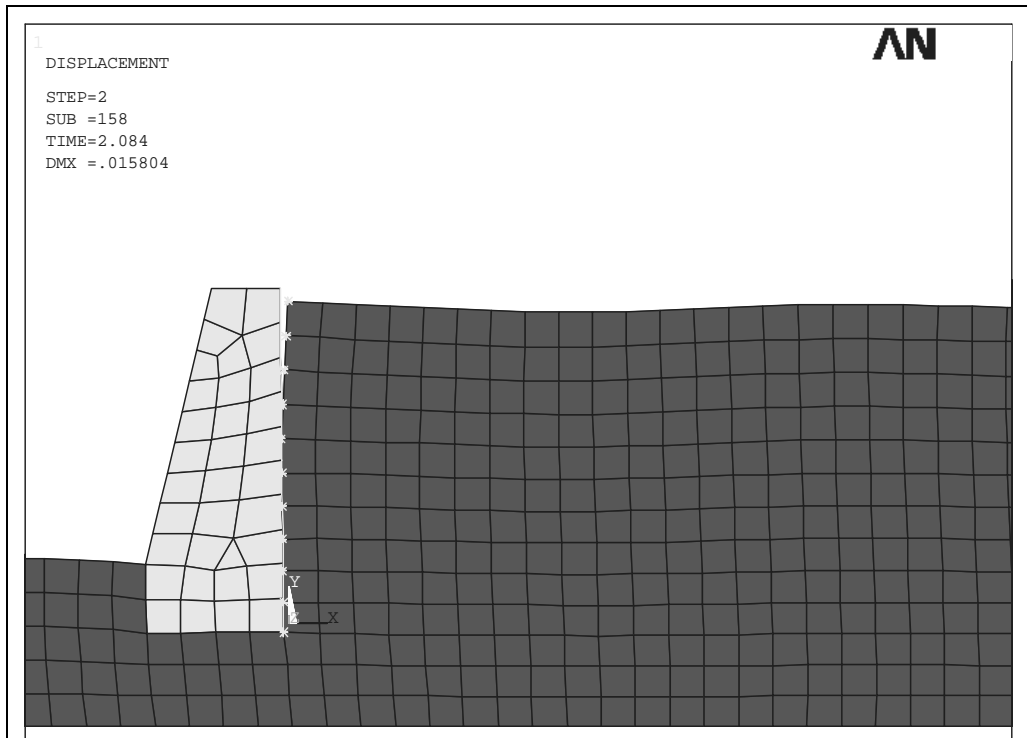 1
DISPLACEMENT
STEP=2
SUB =158
TIME=2.084
DMX =.015804
AN
Y
Z
X